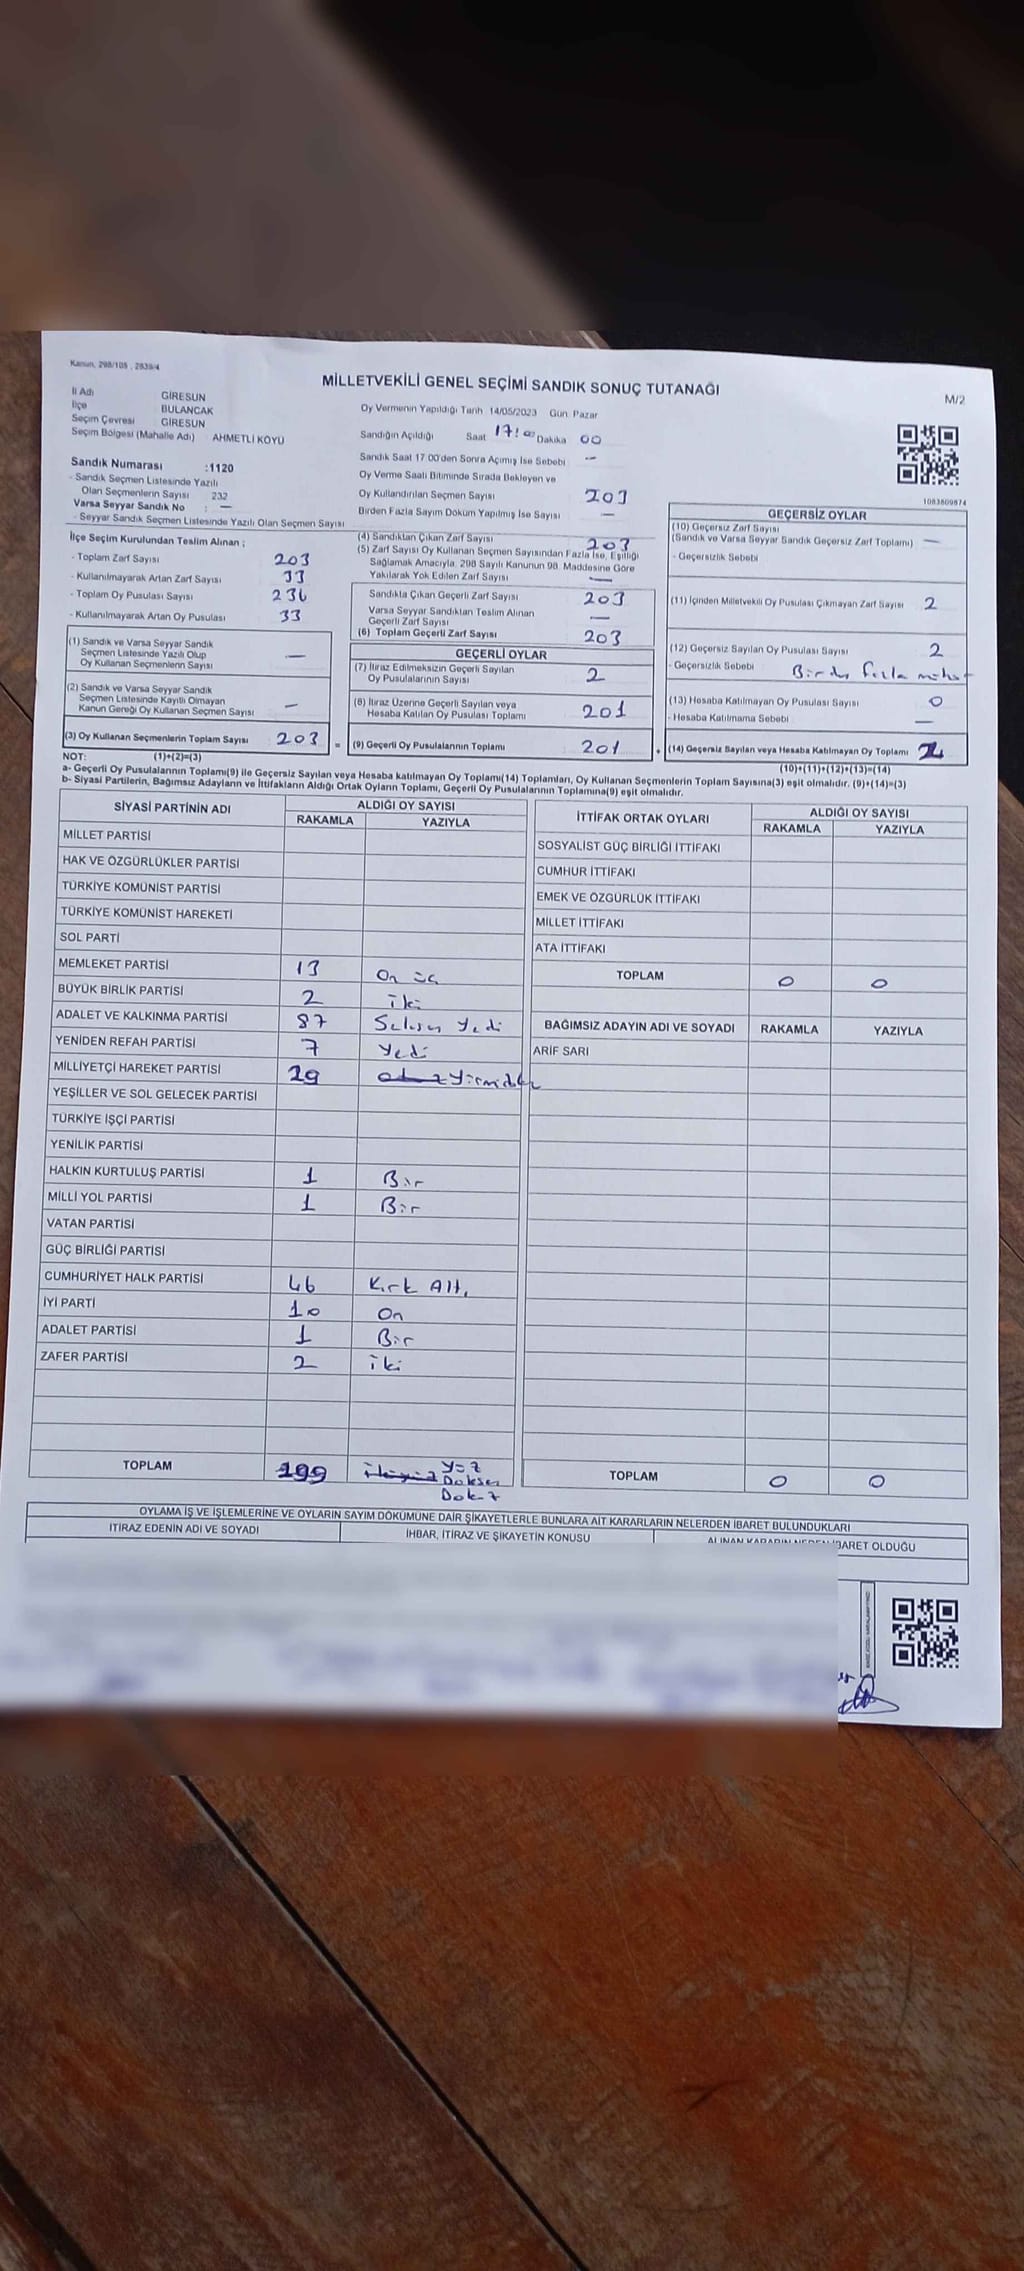 Kanun, 298/105 , 2839/4
MİLLETVEKİLİ GENEL SEÇİMİ SANDIK SONUÇ TUTANAĞI
M/2
İl Adı GİRESUN
İlçe BULANCAK
Seçim Çevresi GİRESUN
Seçim Bölgesi (Mahalle Adı) AHMETLİ KÖYÜ
Oy Vermenin Yapıldığı Tarih 14/05/2023 Gün. Pazar
Sandığın Açıldığı Saat 17:00 Dakika 00
Sandık Saat 17.00'den Sonra Açımış İse Sebebi —
Sandık Numarası :1120
- Sandık Seçmen Listesinde Yazılı
Olan Seçmenlerin Sayısı 232
Varsa Seyyar Sandık No : —
- Seyyar Sandık Seçmen Listesinde Yazılı Olan Seçmen Sayısı
Oy Verme Saati Bitiminde Sırada Bekleyen ve
Oy Kullandırılan Seçmen Sayısı 203
Birden Fazla Sayım Döküm Yapılmış İse Sayısı —
1083809874
İlçe Seçim Kurulundan Teslim Alınan ;
- Toplam Zarf Sayısı 203
- Kullanılmayarak Artan Zarf Sayısı 33
- Toplam Oy Pusulası Sayısı 236
- Kullanılmayarak Artan Oy Pusulası 33
(1) Sandık ve Varsa Seyyar Sandık
Seçmen Listesinde Yazılı Olup
Oy Kullanan Seçmenlerin Sayısı —
(2) Sandık ve Varsa Seyyar Sandık
Seçmen Listesinde Kayıtlı Olmayan
Kanun Gereği Oy Kullanan Seçmen Sayısı —
(3) Oy Kullanan Seçmenlerin Toplam Sayısı 203 =
(4) Sandıktan Çıkan Zarf Sayısı 203
(5) Zarf Sayısı Oy Kullanan Seçmen Sayısından Fazla İse, Eşitliği
Sağlamak Amacıyla, 298 Sayılı Kanunun 98. Maddesine Göre
Yakılarak Yok Edilen Zarf Sayısı —
Sandıkta Çıkan Geçerli Zarf Sayısı 203
Varsa Seyyar Sandıktan Teslim Alınan
Geçerli Zarf Sayısı —
(6) Toplam Geçerli Zarf Sayısı 203
GEÇERLİ OYLAR
(7) İtiraz Edilmeksizin Geçerli Sayılan
Oy Pusulalarının Sayısı 2
(8) İtiraz Üzerine Geçerli Sayılan veya
Hesaba Katılan Oy Pusulası Toplamı 201
(9) Geçerli Oy Pusulalarının Toplamı 201 +
GEÇERSİZ OYLAR
(10) Geçersiz Zarf Sayısı
(Sandık ve Varsa Seyyar Sandık Geçersiz Zarf Toplamı) —
- Geçersizlik Sebebi
(11) İçinden Milletvekili Oy Pusulası Çıkmayan Zarf Sayısı 2
(12) Geçersiz Sayılan Oy Pusulası Sayısı 2
- Geçersizlik Sebebi Birden fazla
(13) Hesaba Katılmayan Oy Pusulası Sayısı 0
- Hesaba Katılmama Sebebi —
(14) Geçersiz Sayılan veya Hesaba Katılmayan Oy Toplamı
NOT: (1)+(2)=(3)
(10)+(11)+(12)+(13)=(14)
a- Geçerli Oy Pusulalarının Toplamı(9) ile Geçersiz Sayılan veya Hesaba katılmayan Oy Toplamı(14) Toplamları, Oy Kullanan Seçmenlerin Toplam Sayısına(3) eşit olmalıdır. (9)+(14)=(3)
b- Siyasi Partilerin, Bağımsız Adayların ve İttifakların Aldığı Ortak Oyların Toplamı, Geçerli Oy Pusulalarının Toplamına(9) eşit olmalıdır.
SİYASİ PARTİNİN ADI ALDIĞI OY SAYISI
RAKAMLA YAZIYLA
MİLLET PARTİSİ
HAK VE ÖZGÜRLÜKLER PARTİSİ
TÜRKİYE KOMÜNİST PARTİSİ
TÜRKİYE KOMÜNİST HAREKETİ
SOL PARTİ
MEMLEKET PARTİSİ 13 On üç
BÜYÜK BİRLİK PARTİSİ 2 iki
ADALET VE KALKINMA PARTİSİ 87 Seksen Yedi
YENİDEN REFAH PARTİSİ 7 Yedi
MİLLİYETÇİ HAREKET PARTİSİ 29
YEŞİLLER VE SOL GELECEK PARTİSİ
TÜRKİYE İŞÇİ PARTİSİ
YENİLİK PARTİSİ
HALKIN KURTULUŞ PARTİSİ 1 Bir
MİLLİ YOL PARTİSİ 1 Bir
VATAN PARTİSİ
GÜÇ BİRLİĞİ PARTİSİ
CUMHURİYET HALK PARTİSİ 46 Kırk Altı
İYİ PARTİ 10 On
ADALET PARTİSİ 1 Bir
ZAFER PARTİSİ 2 iki
TOPLAM 199 Yüz
Doksan
Dokz
İTTİFAK ORTAK OYLARI ALDIĞI OY SAYISI
RAKAMLA YAZIYLA
SOSYALİST GÜÇ BİRLİĞİ İTTİFAKI
CUMHUR İTTİFAKI
EMEK VE ÖZGÜRLÜK İTTİFAKI
MİLLET İTTİFAKI
ATA İTTİFAKI
TOPLAM 0 0
BAĞIMSIZ ADAYIN ADI VE SOYADI RAKAMLA YAZIYLA
ARİF SARI
TOPLAM 0 0
OYLAMA İŞ VE İŞLEMLERİNE VE OYLARIN SAYIM DÖKÜMÜNE DAİR ŞİKAYETLERLE BUNLARA AİT KARARLARIN NELERDEN İBARET BULUNDUKLARI
İTİRAZ EDENİN ADI VE SOYADI İHBAR, İTİRAZ VE ŞİKAYETİN KONUSU ALINAN KARARIN NEDEN İBARET OLDUĞU